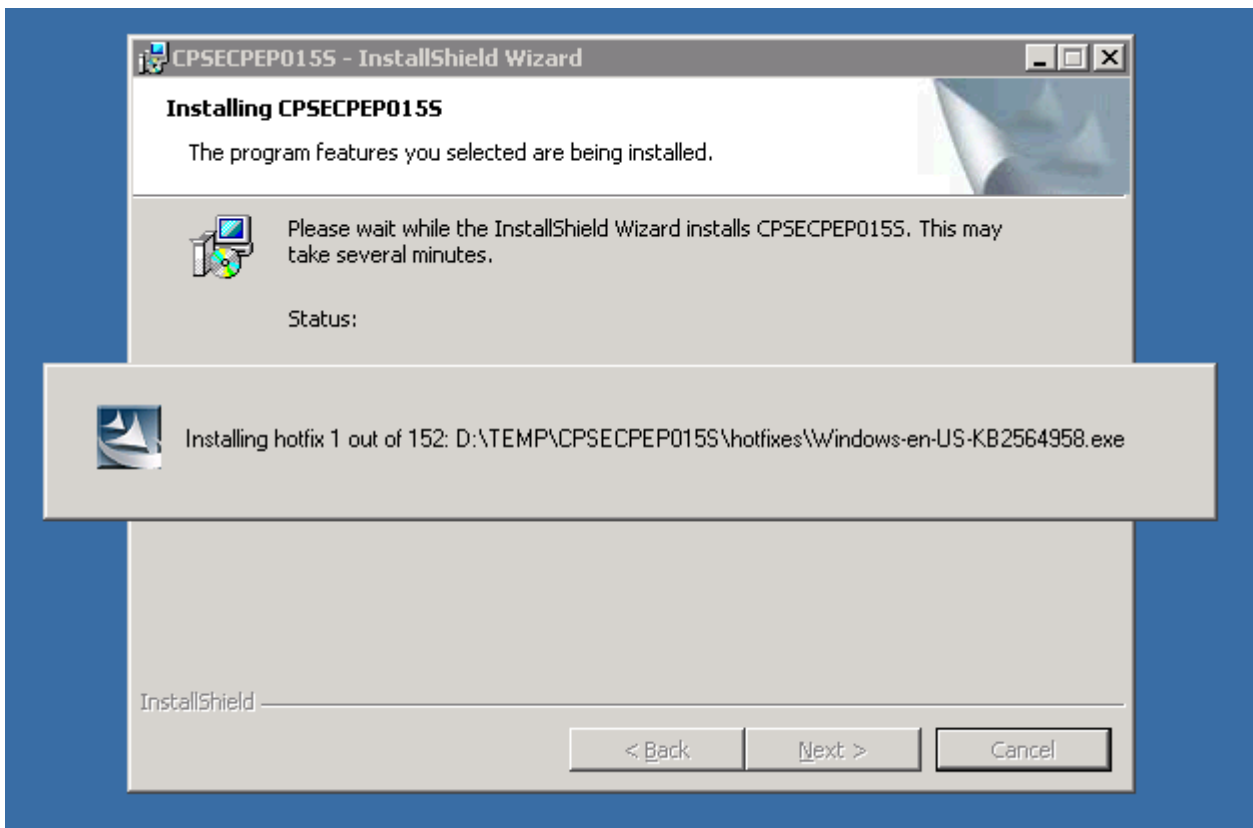 CPSECPEP015S - InstallShield Wizard
Installing CPSECPEP015S
The program features you selected are being installed.
Please wait while the InstallShield Wizard installs CPSECPEP015S. This may
take several minutes.
Status:
Installing hotfix 1 out of 152: D:\TEMP\CPSECPEP015S\hotfixes\Windows-en-US-KB2564958.exe
InstallShield
< Back Next > Cancel